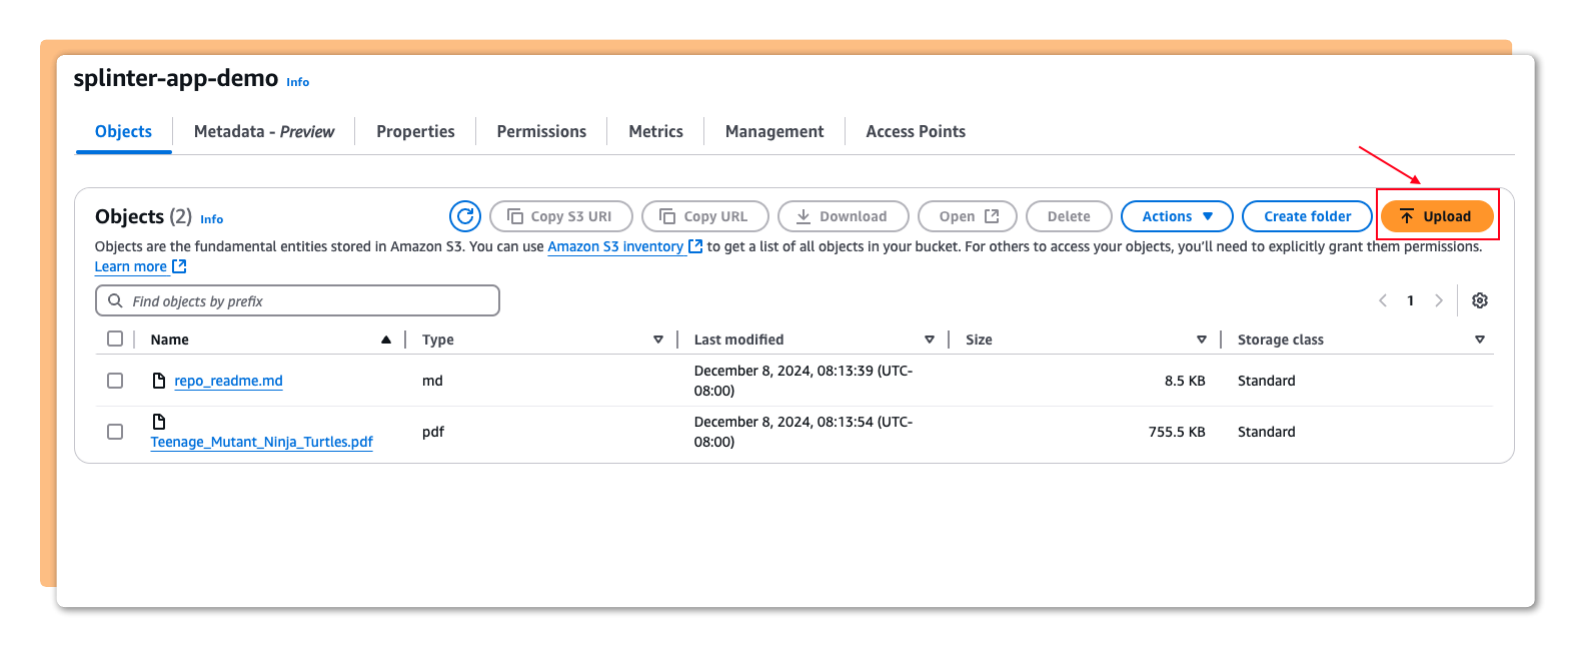 splinter-app-demo Info
Objects Metadata - Preview Properties Permissions Metrics Management Access Points
Objects (2) Info Copy S3 URI Copy URL Download Open Delete Actions Create folder Upload
Objects are the fundamental entities stored in Amazon S3. You can use Amazon S3 inventory to get a list of all objects in your bucket. For others to access your objects, you'll need to explicitly grant them permissions.
Learn more
Find objects by prefix 1
Name Type Last modified Size Storage class
repo_readme.md md December 8, 2024, 08:13:39 (UTC-
08:00) 8.5 KB Standard
Teenage_Mutant_Ninja_Turtles.pdf pdf December 8, 2024, 08:13:54 (UTC-
08:00) 755.5 KB Standard